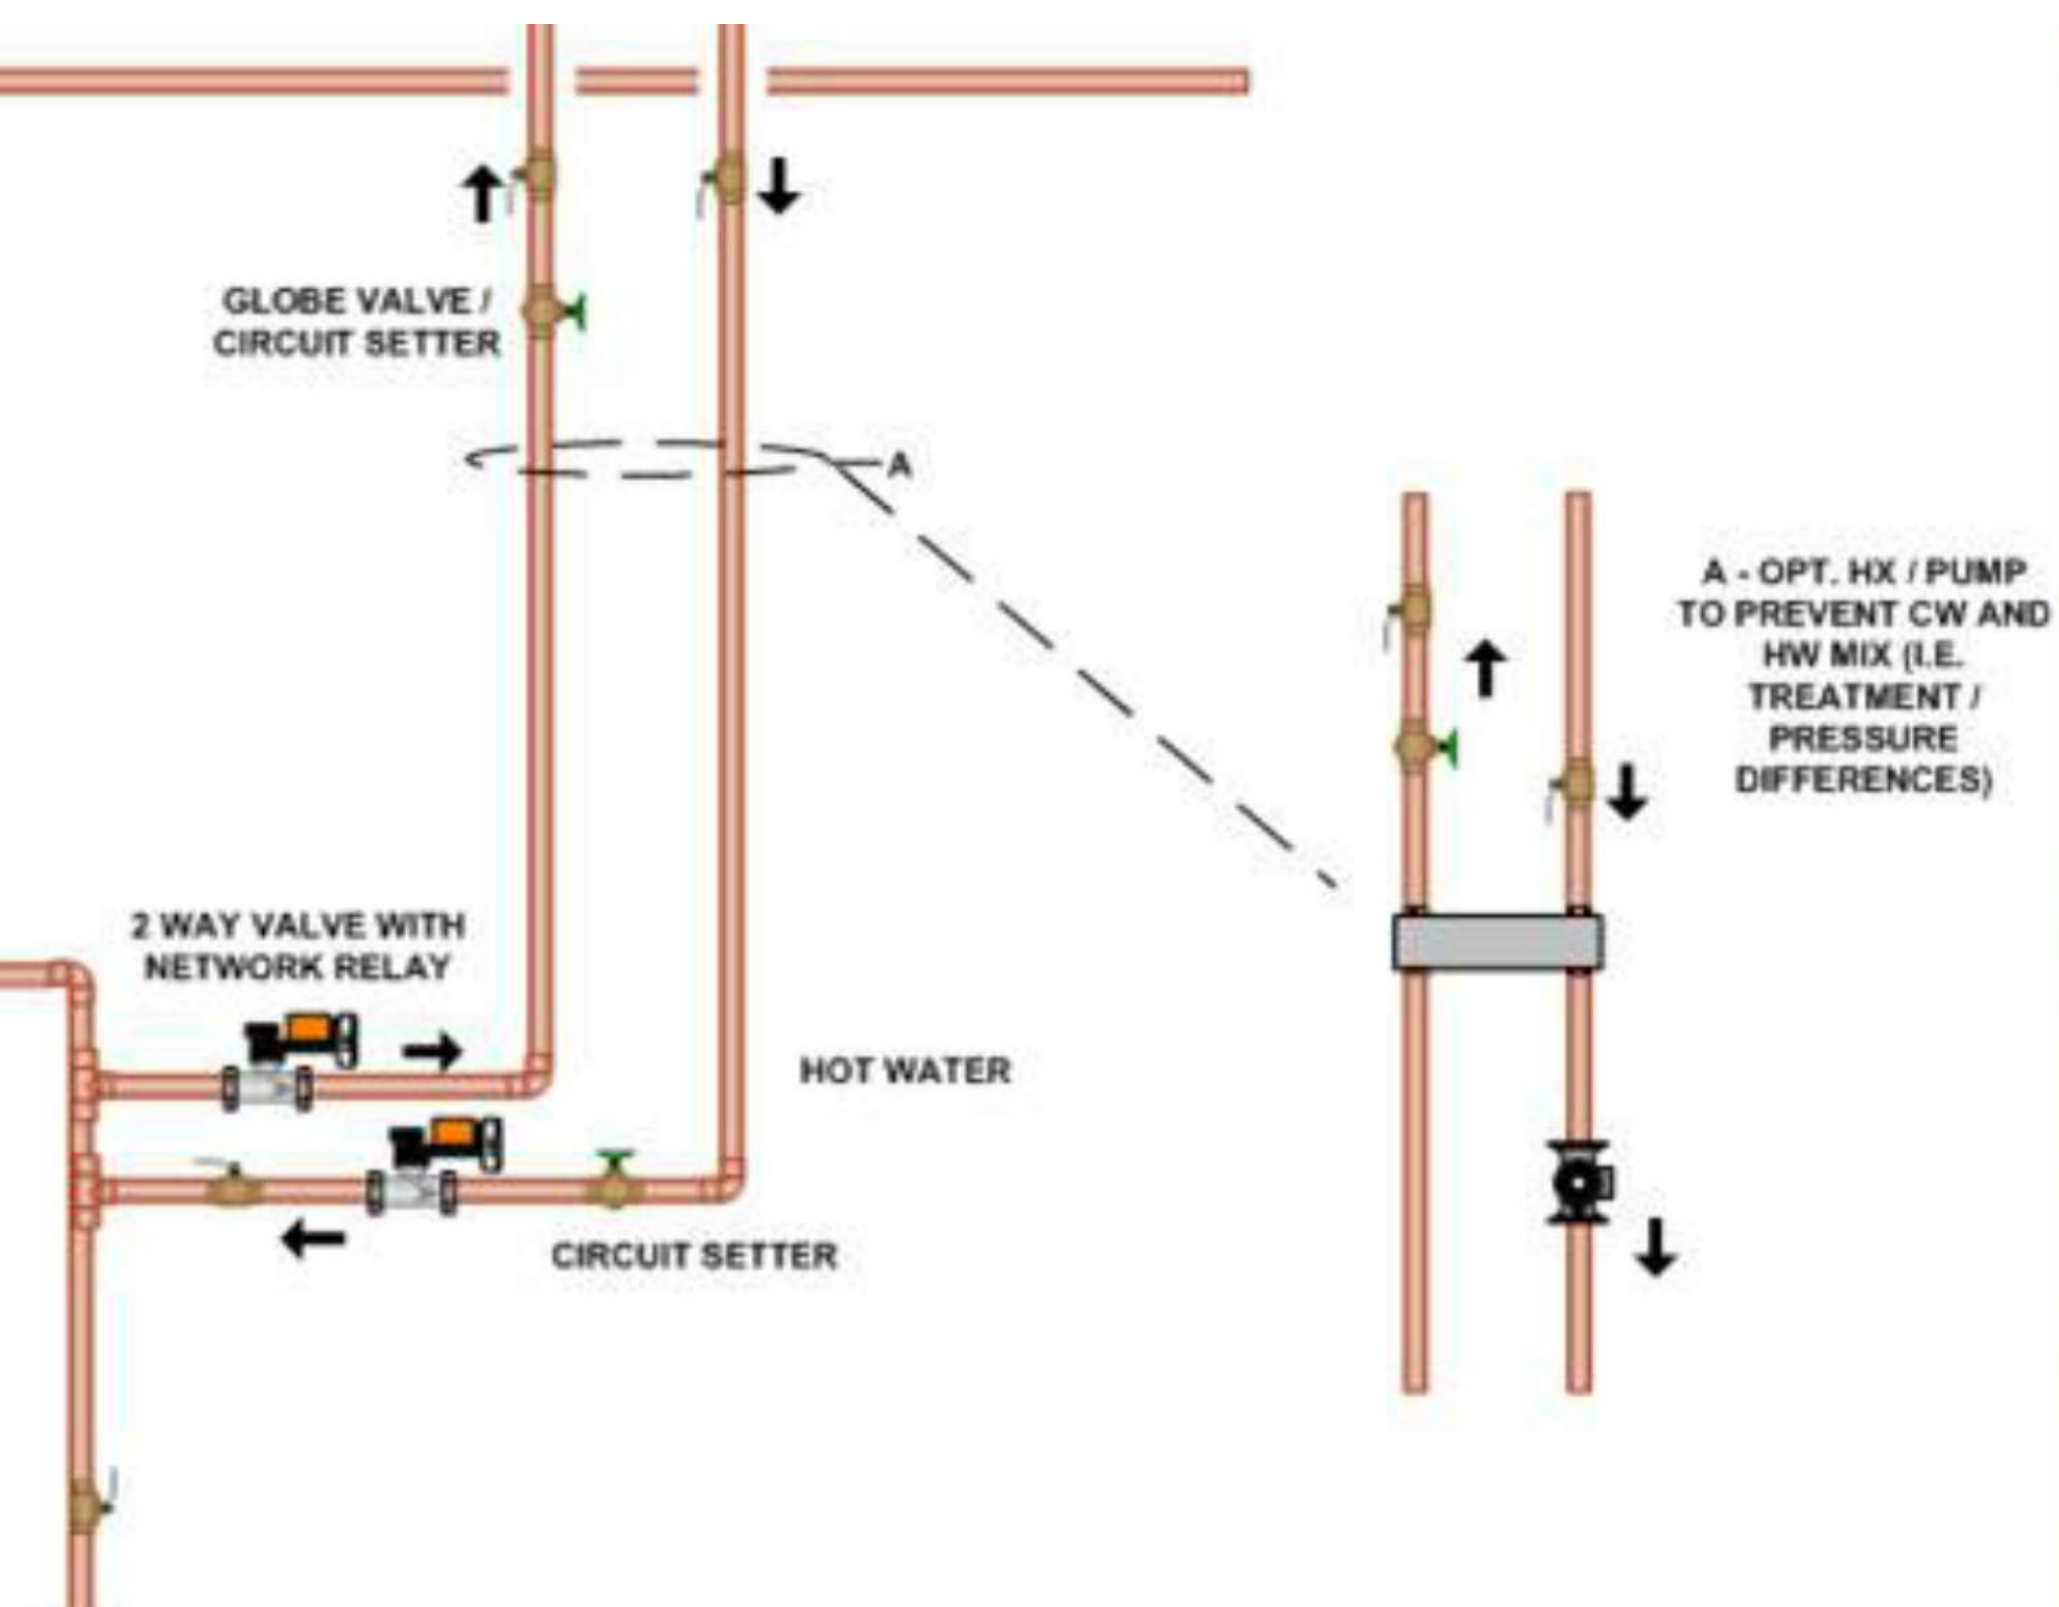 GLOBE VALVE /
CIRCUIT SETTER
A
A - OPT. HX / PUMP
TO PREVENT CW AND
HW MIX (I.E.
TREATMENT /
PRESSURE
DIFFERENCES)
2 WAY VALVE WITH
NETWORK RELAY
HOT WATER
CIRCUIT SETTER